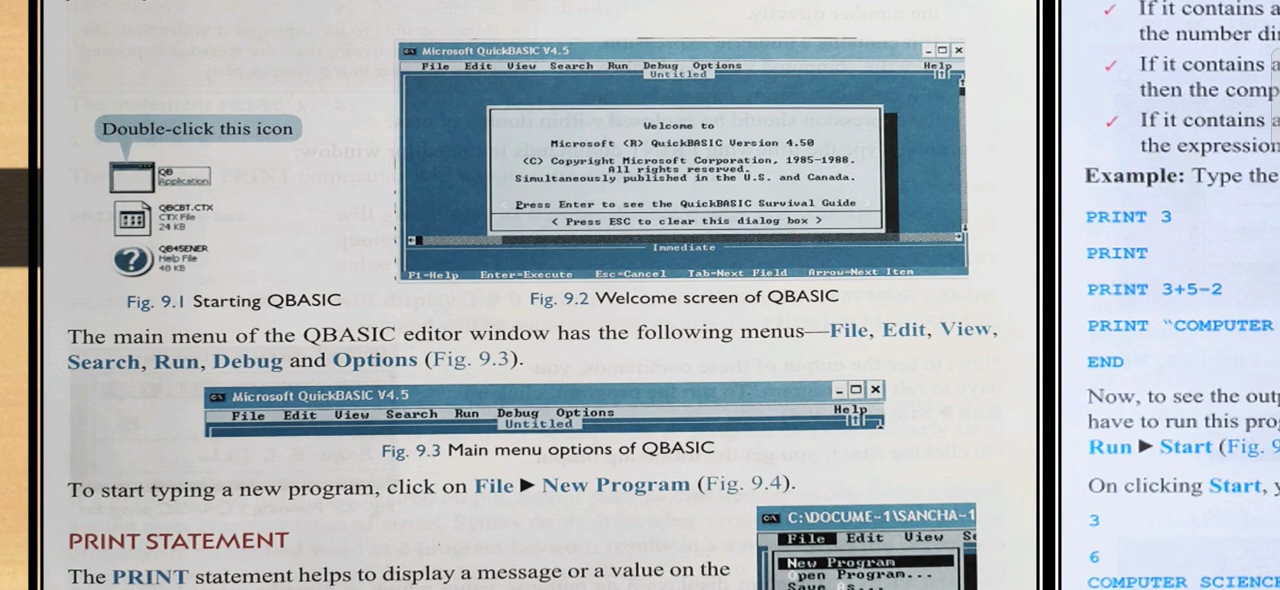 Microsoft QuickBASIC V4.5
File Edit View Search Run Debug Options Help
Untitled
Welcome to
Microsoft (R) QuickBASIC Version 4.50
(C) Copyright Microsoft Corporation, 1985-1988.
All rights reserved.
Simultaneously published in the U.S. and Canada.
Press Enter to see the QuickBASIC Survival Guide
< Press ESC to clear this dialog box >
Immediate
F1=Help Enter=Execute Esc=Cancel Tab=Next Field Arrow=Next Item
Double-click this icon
QB
Application
QBCBT.CTX
CTX File
24 KB
QB45ENER
Help File
48 KB
Fig. 9.1 Starting QBASIC
Fig. 9.2 Welcome screen of QBASIC
The main menu of the QBASIC editor window has the following menus—File, Edit, View,
Search, Run, Debug and Options (Fig. 9.3).
Microsoft QuickBASIC V4.5
File Edit View Search Run Debug Options Help
Untitled
Fig. 9.3 Main menu options of QBASIC
To start typing a new program, click on File ▶ New Program (Fig. 9.4).
C:\DOCUME~1\SANCHA~1
File Edit View Se
New Program
Open Program...
Save As...
PRINT STATEMENT
The PRINT statement helps to display a message or a value on the
✓ If it contains a
the number di
✓ If it contains a
then the comp
✓ If it contains a
the expression
Example: Type the
PRINT 3
PRINT
PRINT 3+5-2
PRINT "COMPUTER
END
Now, to see the outp
have to run this pro
Run ▶ Start (Fig. 9
On clicking Start, y
3
6
COMPUTER SCIENCE